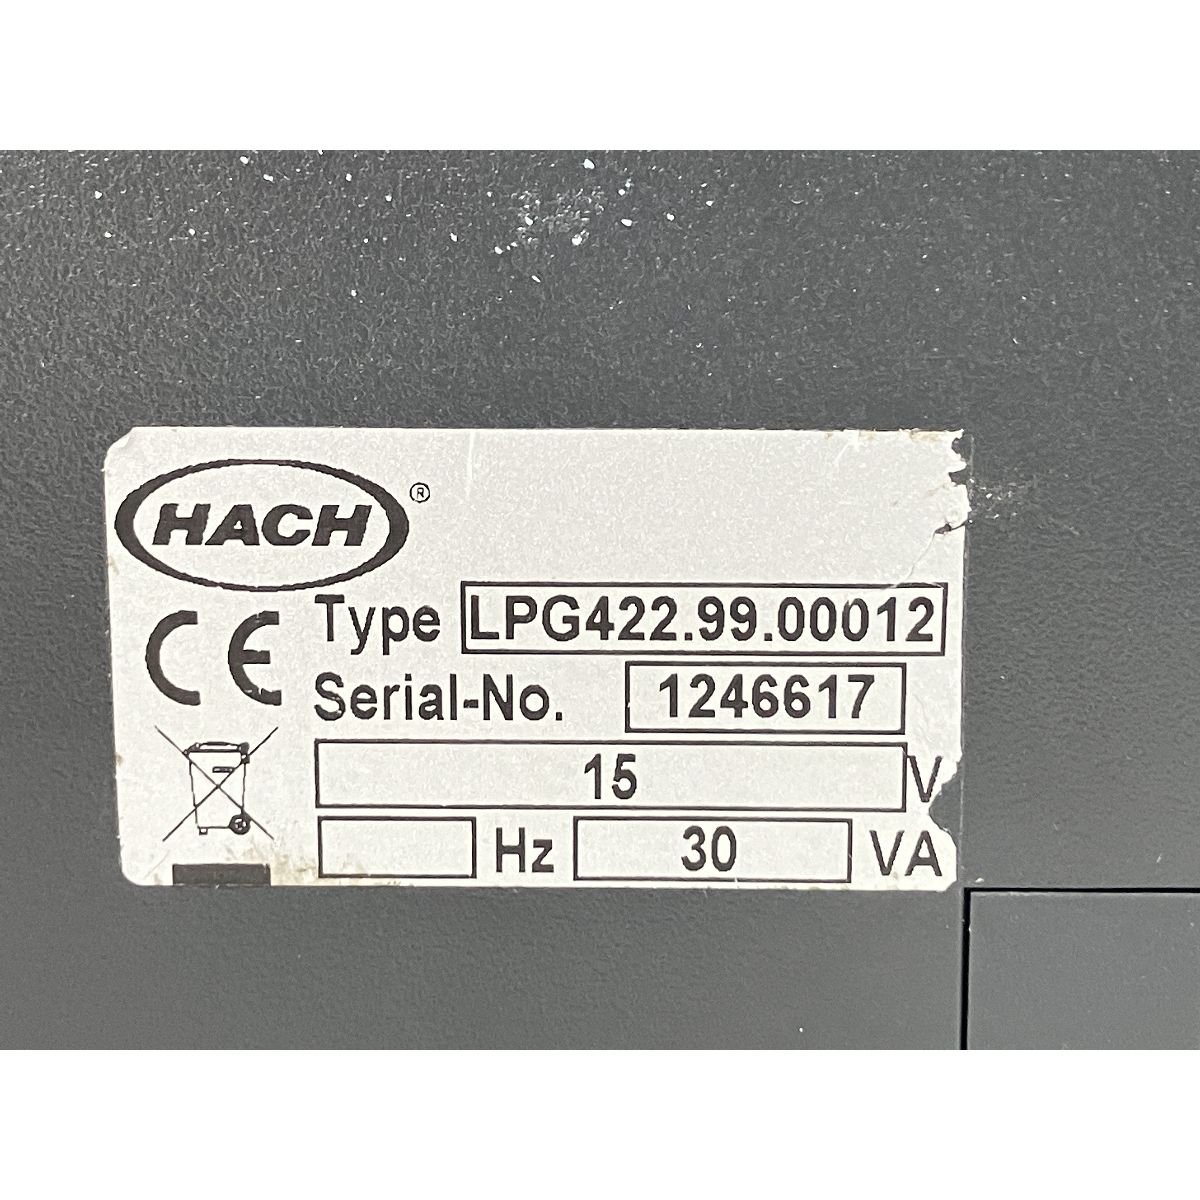 HACH®
CE
Type LPG422.99.00012
Serial-No. 1246617
15 V
Hz 30 VA